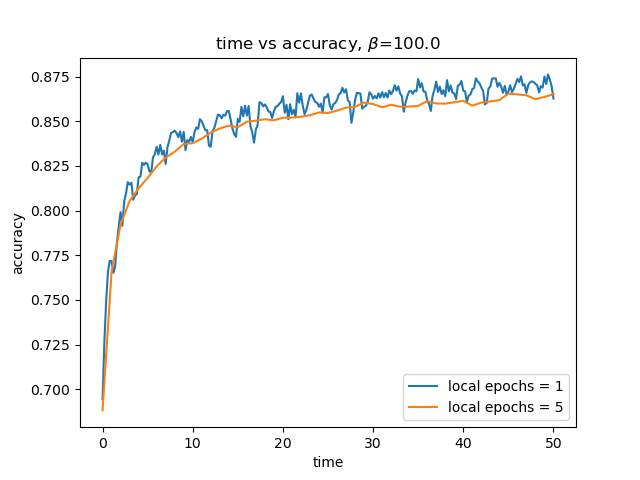 time vs accuracy, β=100.0
0.875
0.850
0.825
0.800
0.775
0.750
0.725
0.700
accuracy
local epochs = 1
local epochs = 5
0 10 20 30 40 50
time